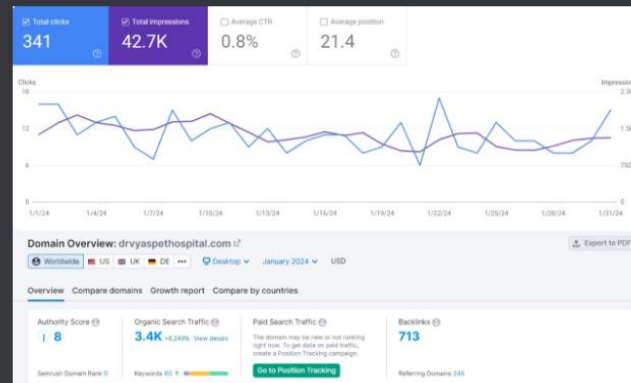 Total clicks
341
Total impressions
42.7K
Average CTR
0.8%
Average position
21.4
Clicks
Impressio
18
2.0
12
1.5
6
750
0
0
1/1/24 1/4/24 1/7/24 1/10/24 1/13/24 1/16/24 1/19/24 1/22/24 1/25/24 1/28/24 1/31/24
Domain Overview: drvyaspethospital.com
Export to PDF
Worldwide US UK DE ••• Desktop January 2024 USD
Overview Compare domains Growth report Compare by countries
Authority Score
8
Semrush Domain Rank 0
Organic Search Traffic
3.4K View details
Keywords 60
Paid Search Traffic
The domain may be new or not ranking
right now. To get data on paid traffic,
create a Position Tracking campaign.
Go to Position Tracking
Backlinks
713
Referring Domains 245